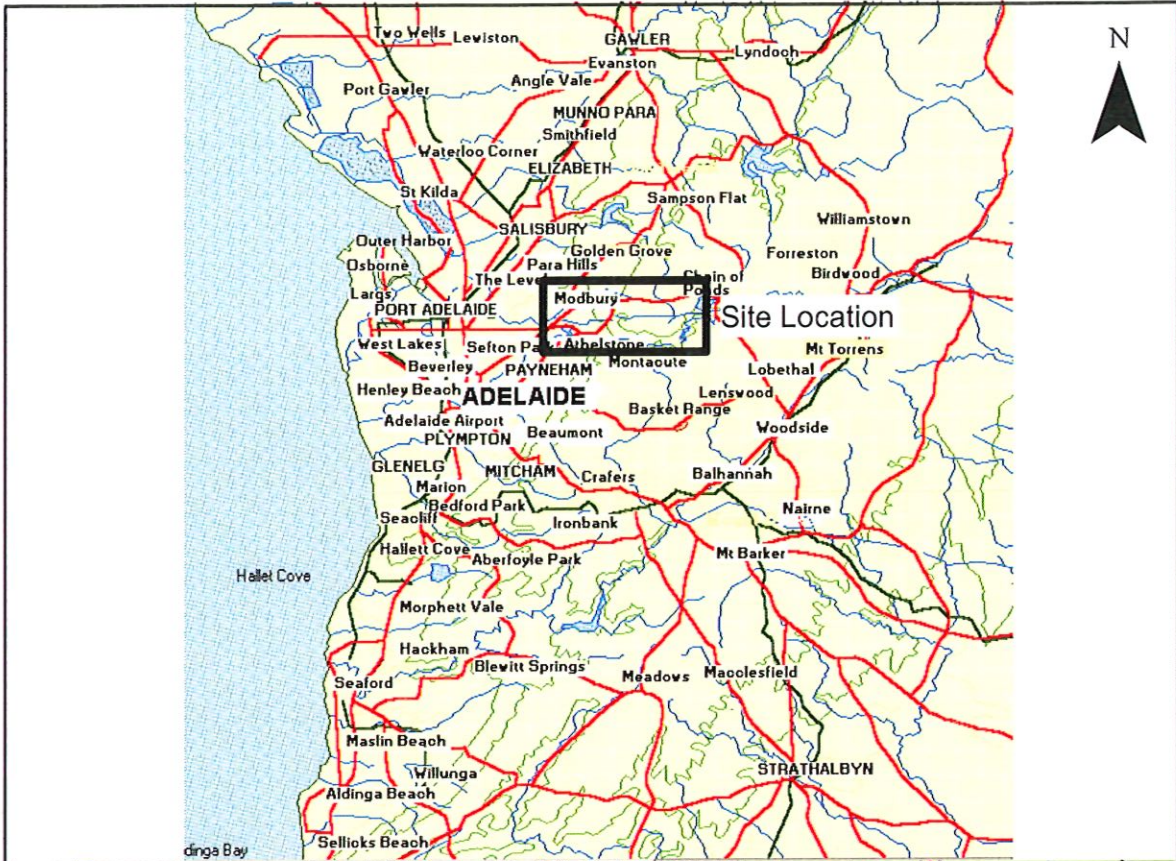 Two Wells
Lewiston
GAWLER
Lyndoch
N
Evanston
Angle Vale
Port Gawler
MUNNO PARA
Smithfield
Waterloo Corner
ELIZABETH
St Kilda
Sampson Flat
Williamstown
SALISBURY
Outer Harbor
Golden Grove
Forreston
Osborne
Para Hills
Birdwood
The Level
Chain of
Ponds
Largs
Modbury
PORT ADELAIDE
Site Location
West Lakes
Sefton Park
Athelstone
Mt Torrens
Beverley
PAYNEHAM
Montacute
Lobethal
Henley Beach
ADELAIDE
Lenswood
Basket Range
Adelaide Airport
Beaumont
Woodside
PLYMPTON
GLENELG
MITCHAM
Crafers
Balhannah
Marion
Bedford Park
Nairne
Seacliff
Ironbank
Hallett Cove
Aberfoyle Park
Mt Barker
Hallet Cove
Morphett Vale
Hackham
Blewitt Springs
Seaford
Meadows
Macclesfield
Maslin Beach
Willunga
STRATHALBYN
Aldinga Beach
Sellicks Beach
dinga Bay